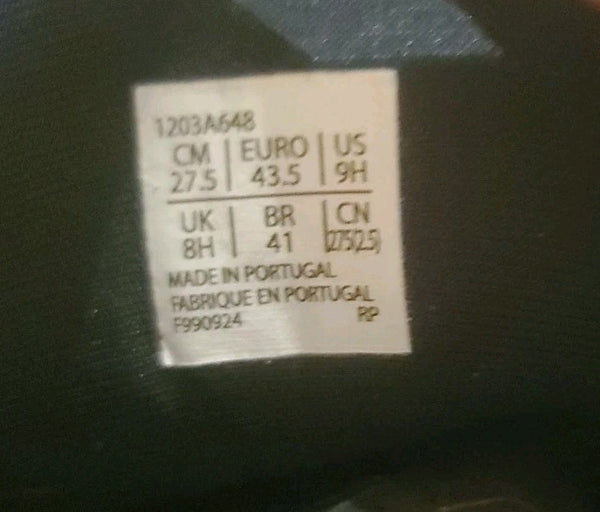 1203A648
CM | EURO | US
27.5 | 43.5 | 9H
UK | BR | CN
8H | 41 | 275(2.5)
MADE IN PORTUGAL
FABRIQUE EN PORTUGAL
F990924 RP